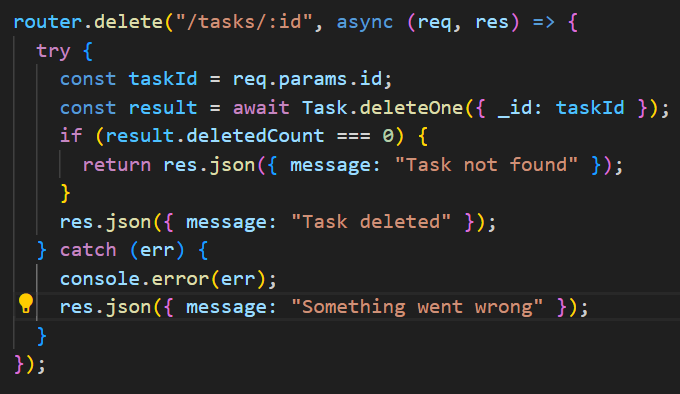 router.delete("/tasks/:id", async (req, res) => {
  try {
    const taskId = req.params.id;
    const result = await Task.deleteOne({ _id: taskId });
    if (result.deletedCount === 0) {
      return res.json({ message: "Task not found" });
    }
    res.json({ message: "Task deleted" });
  } catch (err) {
    console.error(err);
    res.json({ message: "Something went wrong" });
  }
});